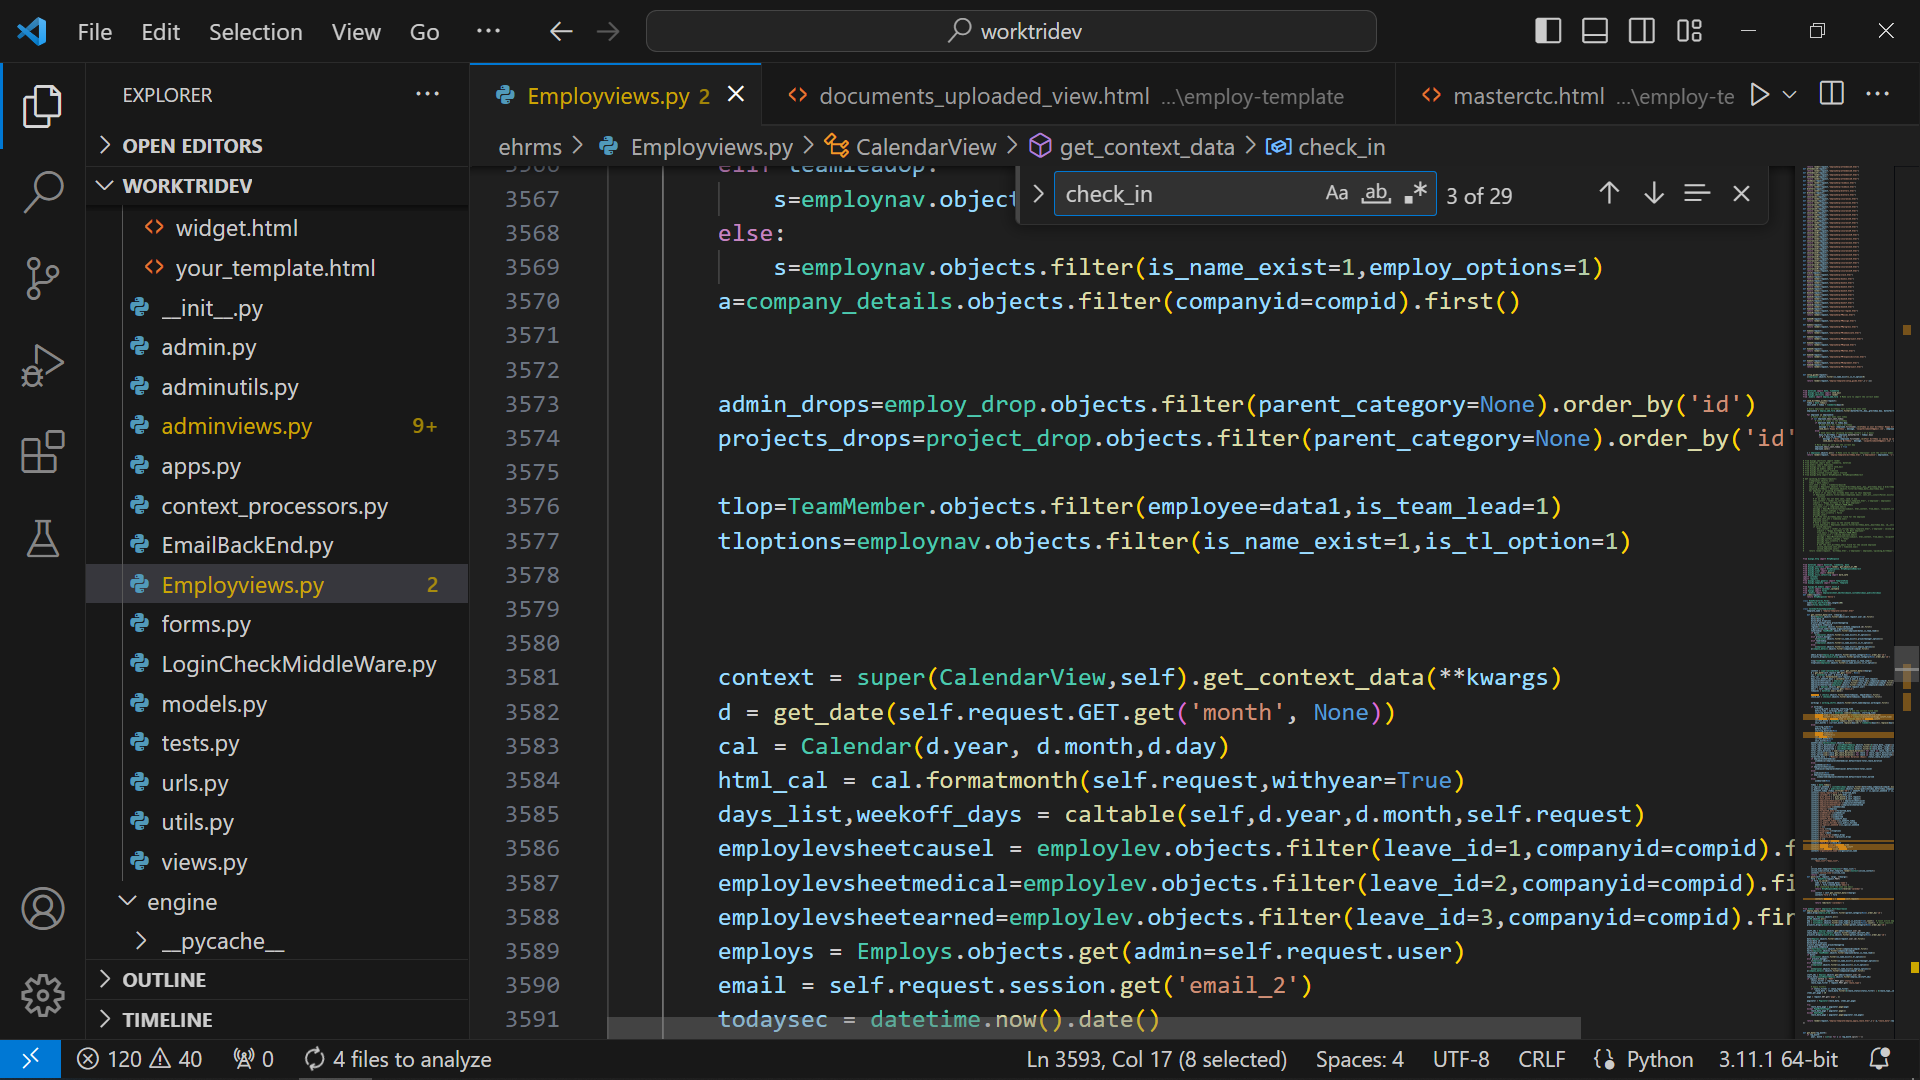 File Edit Selection View Go ··· worktridev
EXPLORER ···
OPEN EDITORS
WORKTRIDEV
widget.html
your_template.html
__init__.py
admin.py
adminutils.py
adminviews.py 9+
apps.py
context_processors.py
EmailBackEnd.py
Employviews.py 2
forms.py
LoginCheckMiddleWare.py
models.py
tests.py
urls.py
utils.py
views.py
engine
__pycache__
OUTLINE
TIMELINE
Employviews.py 2 documents_uploaded_view.html ...\employ-template masterctc.html ...\employ-te ···
ehrms > Employviews.py > CalendarView > get_context_data > check_in
check_in Aa ab .* 3 of 29
3566 elif teamleadop:
3567 s=employnav.object
3568 else:
3569 s=employnav.objects.filter(is_name_exist=1,employ_options=1)
3570 a=company_details.objects.filter(companyid=compid).first()
3571
3572
3573 admin_drops=employ_drop.objects.filter(parent_category=None).order_by('id')
3574 projects_drops=project_drop.objects.filter(parent_category=None).order_by('id'
3575
3576 tlop=TeamMember.objects.filter(employee=data1,is_team_lead=1)
3577 tloptions=employnav.objects.filter(is_name_exist=1,is_tl_option=1)
3578
3579
3580
3581 context = super(CalendarView,self).get_context_data(**kwargs)
3582 d = get_date(self.request.GET.get('month', None))
3583 cal = Calendar(d.year, d.month,d.day)
3584 html_cal = cal.formatmonth(self.request,withyear=True)
3585 days_list,weekoff_days = caltable(self,d.year,d.month,self.request)
3586 employlevsheetcausel = employlev.objects.filter(leave_id=1,companyid=compid).f
3587 employlevsheetmedical=employlev.objects.filter(leave_id=2,companyid=compid).fi
3588 employlevsheetearned=employlev.objects.filter(leave_id=3,companyid=compid).fir
3589 employs = Employs.objects.get(admin=self.request.user)
3590 email = self.request.session.get('email_2')
3591 todaysec = datetime.now().date()
120 40 0 4 files to analyze Ln 3593, Col 17 (8 selected) Spaces: 4 UTF-8 CRLF Python 3.11.1 64-bit